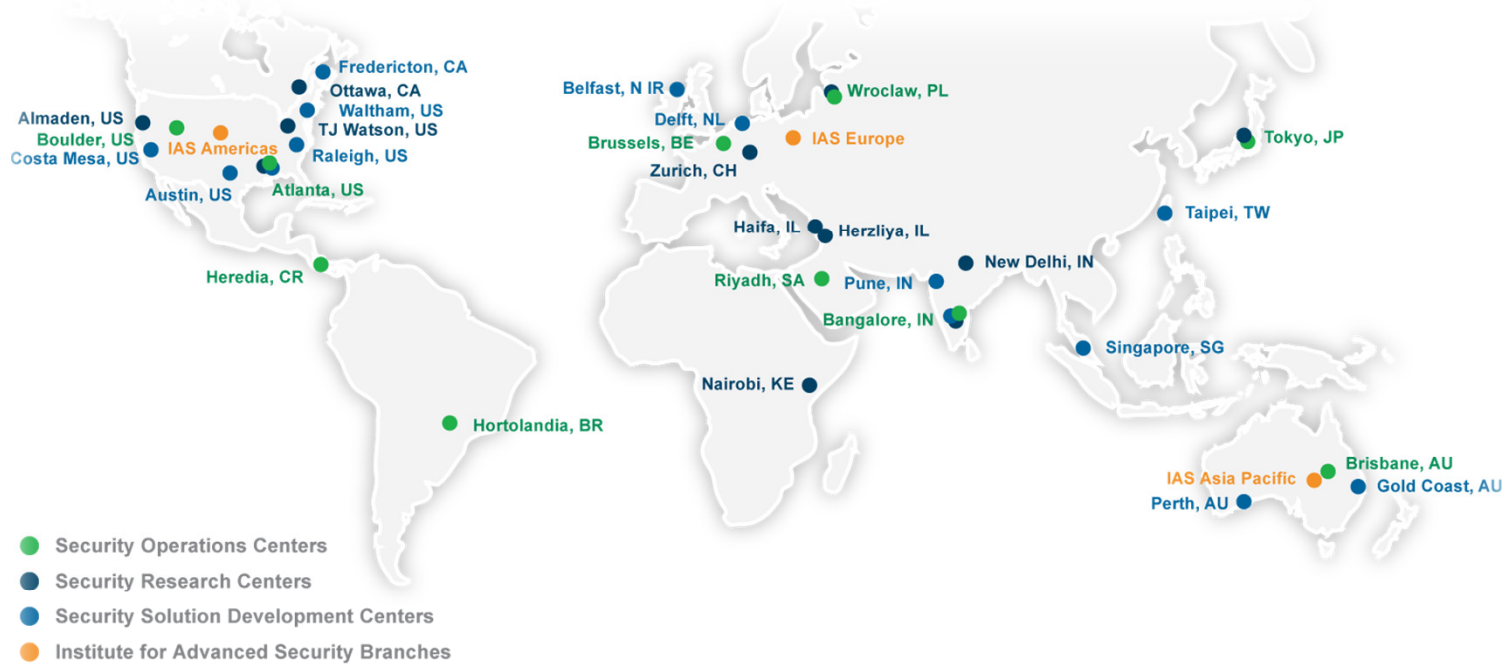 Fredericton, CA
Ottawa, CA
Waltham, US
Almaden, US
TJ Watson, US
Boulder, US
IAS Americas
Costa Mesa, US
Raleigh, US
Austin, US
Atlanta, US
Heredia, CR
Hortolandia, BR
Belfast, N IR
Wroclaw, PL
Delft, NL
Brussels, BE
IAS Europe
Zurich, CH
Haifa, IL
Herzliya, IL
Riyadh, SA
Pune, IN
New Delhi, IN
Bangalore, IN
Nairobi, KE
Tokyo, JP
Taipei, TW
Singapore, SG
Brisbane, AU
IAS Asia Pacific
Gold Coast, AU
Perth, AU
Security Operations Centers
Security Research Centers
Security Solution Development Centers
Institute for Advanced Security Branches